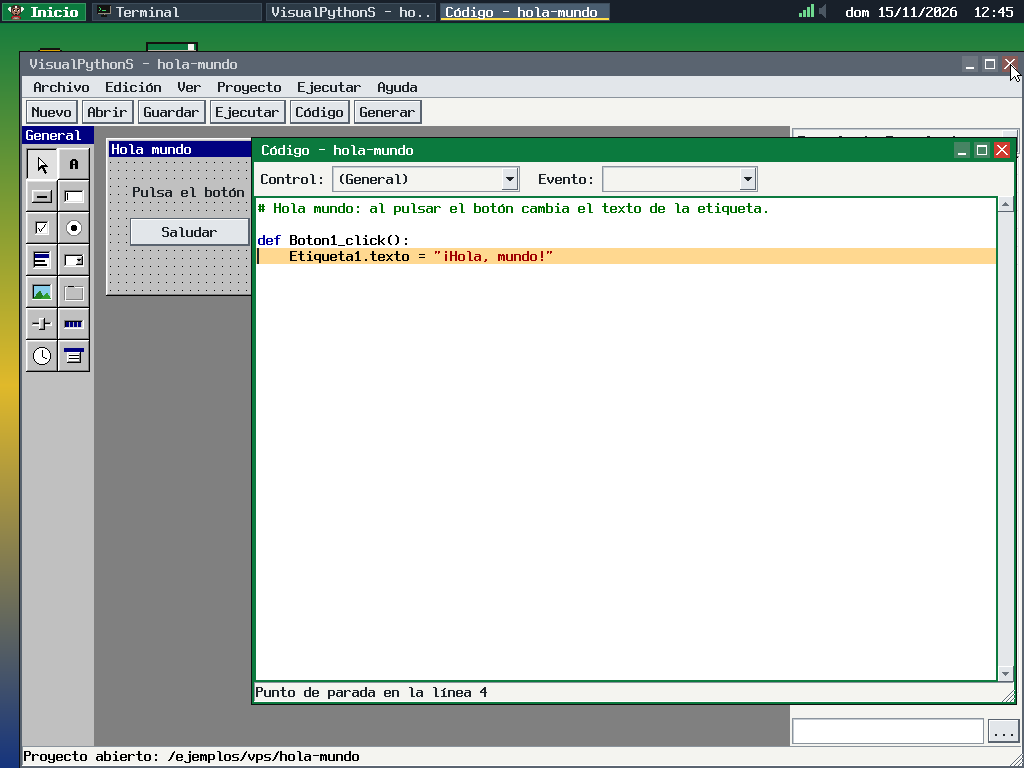 Inicio
Terminal
VisualPythonS - ho..
Código - hola-mundo
dom 15/11/2026 12:45
VisualPythonS - hola-mundo
Archivo Edición Ver Proyecto Ejecutar Ayuda
Nuevo Abrir Guardar Ejecutar Código Generar
General
A
Hola mundo
Pulsa el botón
Saludar
Código - hola-mundo
Control: (General) Evento:
# Hola mundo: al pulsar el botón cambia el texto de la etiqueta.
def Boton1_click():
Etiqueta1.texto = "¡Hola, mundo!"
Punto de parada en la línea 4
...
Proyecto abierto: /ejemplos/vps/hola-mundo